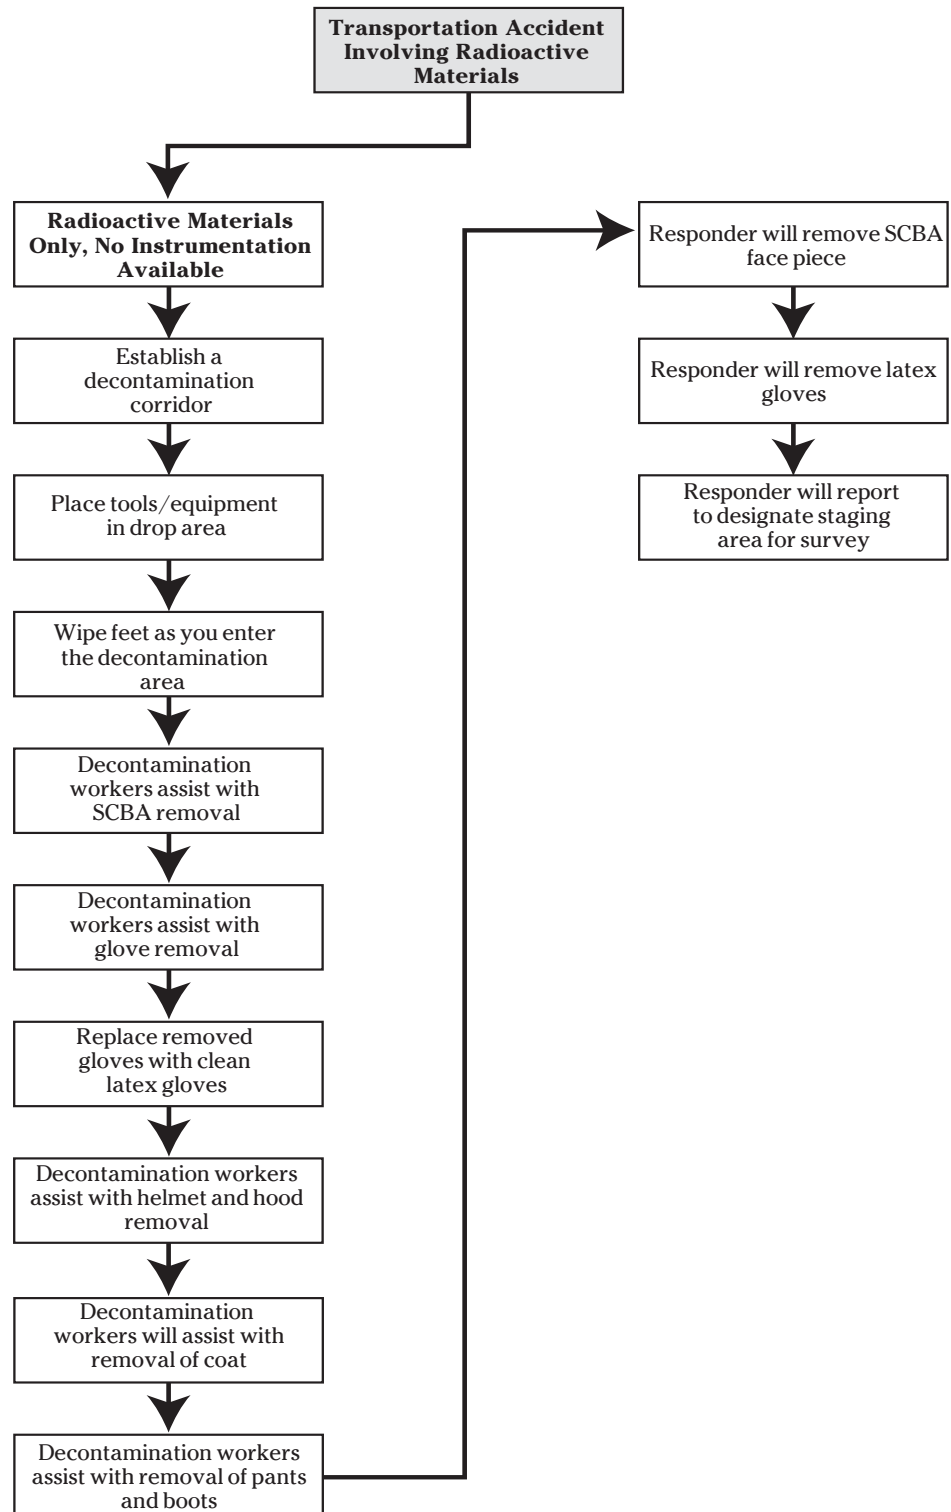 Transportation Accident
Involving Radioactive
Materials
Radioactive Materials
Only, No Instrumentation
Available
Establish a
decontamination
corridor
Place tools/equipment
in drop area
Wipe feet as you enter
the decontamination
area
Decontamination
workers assist with
SCBA removal
Decontamination
workers assist with
glove removal
Replace removed
gloves with clean
latex gloves
Decontamination workers
assist with helmet and hood
removal
Decontamination
workers will assist with
removal of coat
Decontamination workers
assist with removal of pants
and boots
Responder will remove SCBA
face piece
Responder will remove latex
gloves
Responder will report
to designate staging
area for survey